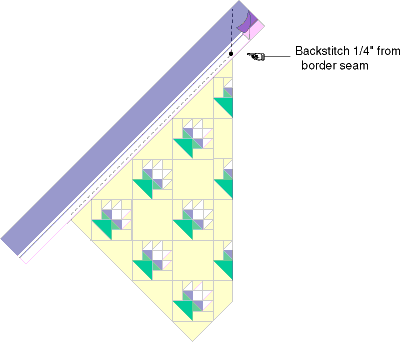 Backstitch 1/4" from
border seam